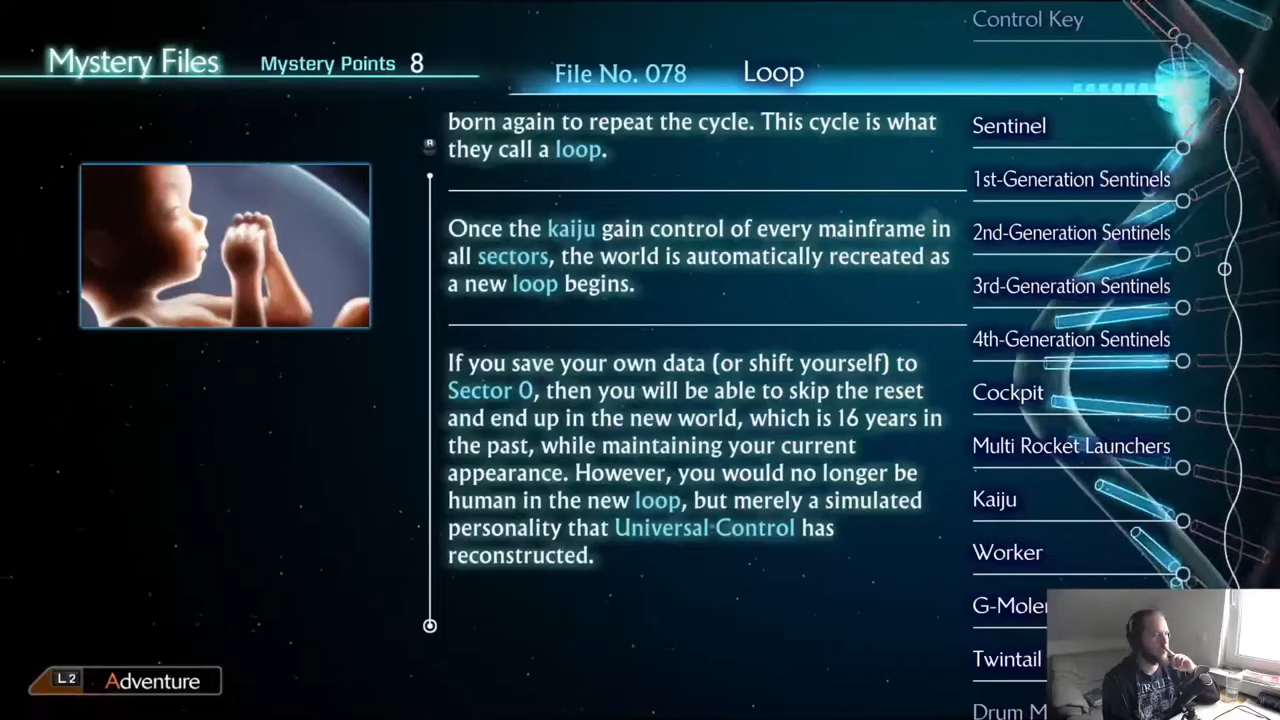 Control Key
Mystery Files
Mystery Points 8
File No. 078
Loop
born again to repeat the cycle. This cycle is what
they call a loop.
R
Once the kaiju gain control of every mainframe in
all sectors, the world is automatically recreated as
a new loop begins.
If you save your own data (or shift yourself) to
Sector 0, then you will be able to skip the reset
and end up in the new world, which is 16 years in
the past, while maintaining your current
appearance. However, you would no longer be
human in the new loop, but merely a simulated
personality that Universal Control has
reconstructed.
Sentinel
1st-Generation Sentinels
2nd-Generation Sentinels
3rd-Generation Sentinels
4th-Generation Sentinels
Cockpit
Multi Rocket Launchers
Kaiju
Worker
G-Moler
Twintail
Drum M
L2 Adventure